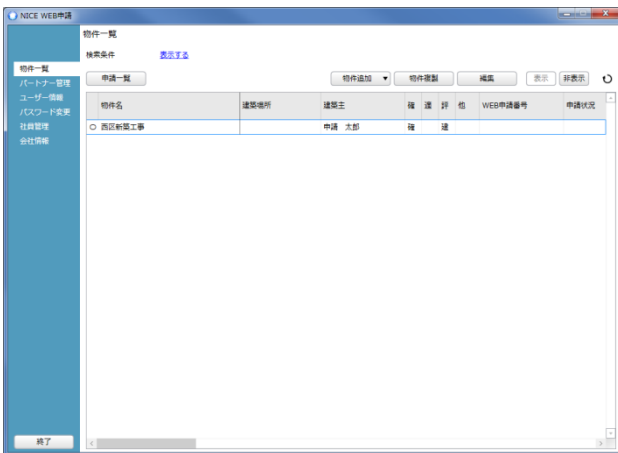 NICE WEB申請
物件一覧
検索条件 表示する
物件一覧
パートナー管理
ユーザー情報
パスワード変更
社員管理
会社情報
申請一覧 物件追加 ▼ 物件複製 編集 表示 非表示
物件名 建築場所 建築主 確 適 評 他 WEB申請番号 申請状況
○ 西区新築工事 申請 太郎 確 建
終了